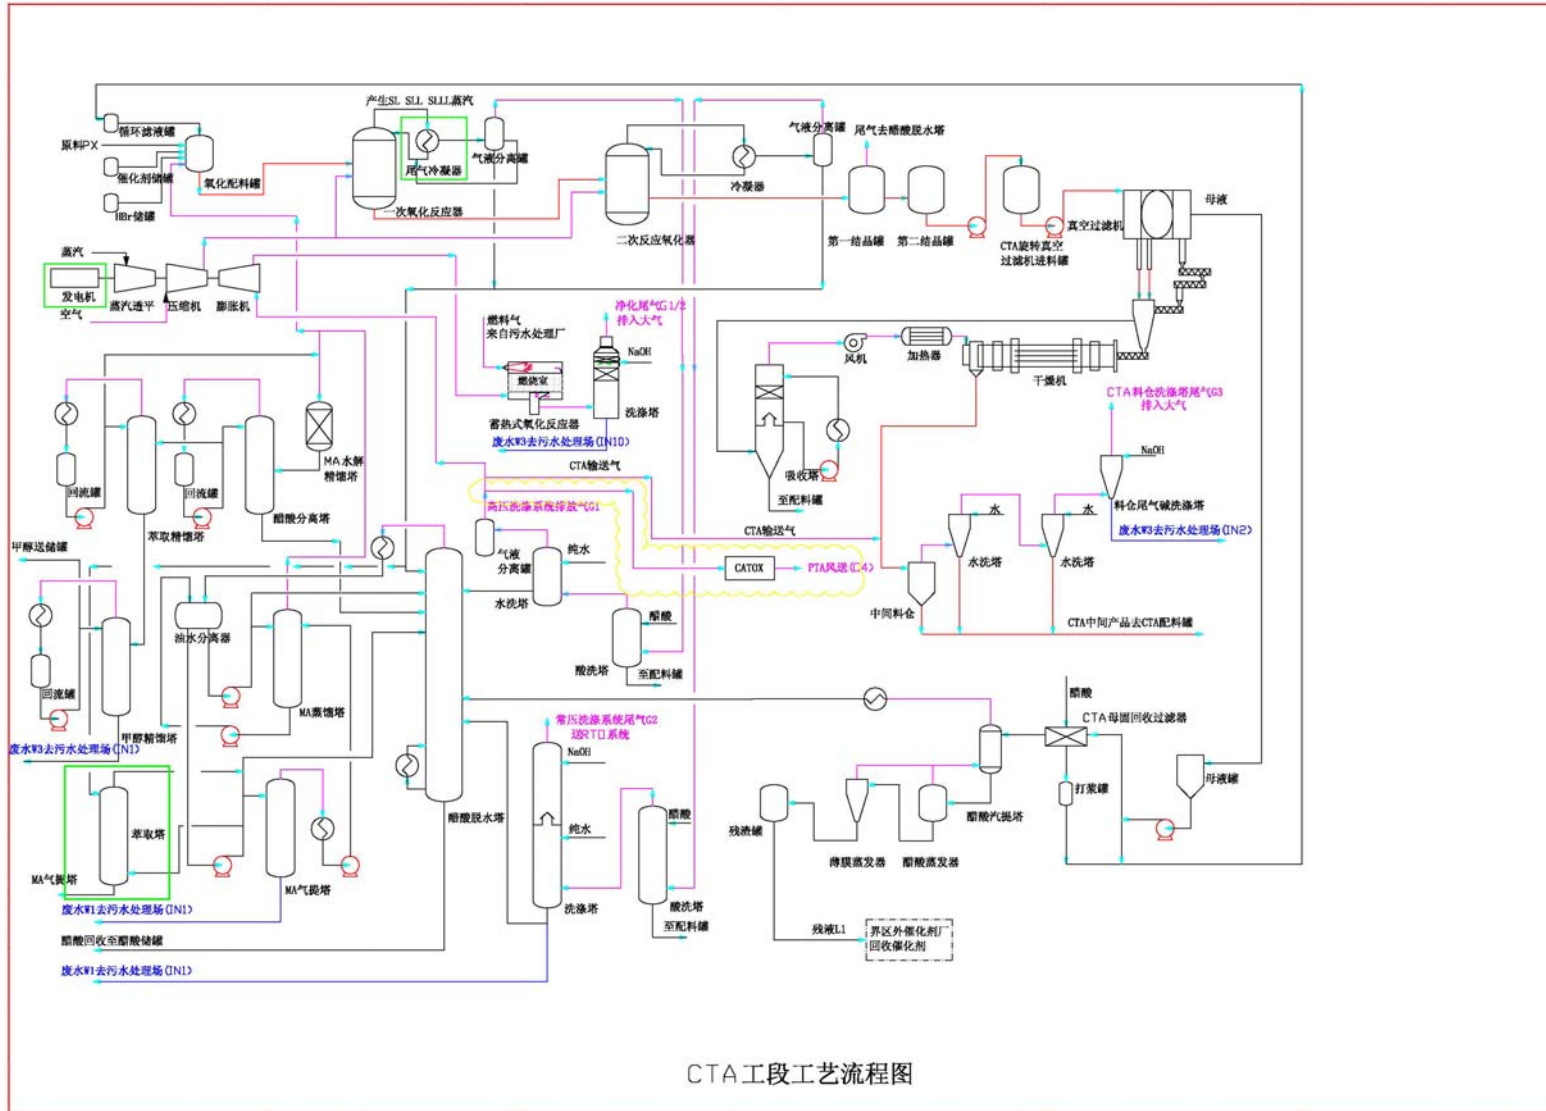 产生SL SLL SLLL蒸汽
循环滤液罐
原料PX
催化剂储罐
HBr储罐
氧化配料罐
尾气冷凝器
气液分离罐
一次氧化反应器
气液分离罐
冷凝器
二次反应氧化器
尾气去醋酸脱水塔
第一结晶罐
第二结晶罐
CTA旋转真空
过滤机进料罐
真空过滤机
母液
蒸汽
发电机
空气
蒸汽透平
压缩机
膨胀机
燃料气
来自污水处理厂
燃烧室
蓄热式氧化反应器
净化尾气G1/2
排入大气
NaOH
洗涤塔
废水W3去污水处理场(IN10)
风机
加热器
干燥机
吸收塔
至配料罐
CTA料仓洗涤塔尾气G3
排入大气
NaOH
料仓尾气碱洗涤塔
废水W3去污水处理场(IN2)
水
水洗塔
水
水洗塔
中间料仓
CTA中间产品去CTA配料罐
CTA输送气
高压洗涤系统排放气G1
CTA输送气
CATOX
气液
分离罐
纯水
水洗塔
醋酸
酸洗塔
至配料罐
回流罐
萃取精馏塔
回流罐
醋酸分离塔
MA水解
精馏塔
甲醇送储罐
回流罐
甲醇精馏塔
油水分离器
MA蒸馏塔
废水W3去污水处理场(IN1)
萃取塔
MA气提塔
MA气提塔
废水W1去污水处理场(IN1)
醋酸回收至醋酸储罐
废水W1去污水处理场(IN1)
醋酸脱水塔
常压洗涤系统尾气G2
送RTO系统
NaOH
纯水
洗涤塔
醋酸
酸洗塔
至配料罐
残渣罐
薄膜蒸发器
醋酸蒸发器
醋酸汽提塔
醋酸
CTA母固回收过滤器
打浆罐
母液罐
残液L1
界区外催化剂厂
回收催化剂
CTA工段工艺流程图